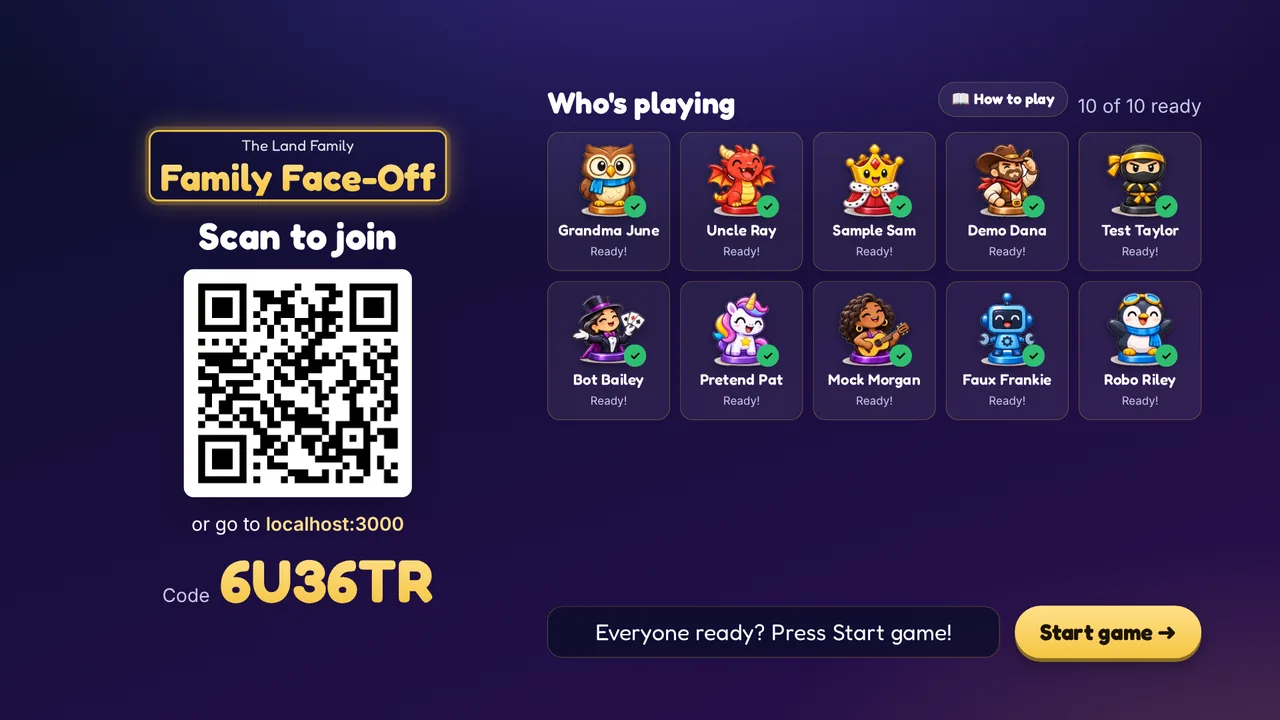 The Land Family
Family Face-Off
Scan to join
or go to localhost:3000
Code 6U36TR
Who's playing
📖 How to play
10 of 10 ready
Grandma June
Ready!
Uncle Ray
Ready!
Sample Sam
Ready!
Demo Dana
Ready!
Test Taylor
Ready!
Bot Bailey
Ready!
Pretend Pat
Ready!
Mock Morgan
Ready!
Faux Frankie
Ready!
Robo Riley
Ready!
Everyone ready? Press Start game!
Start game →